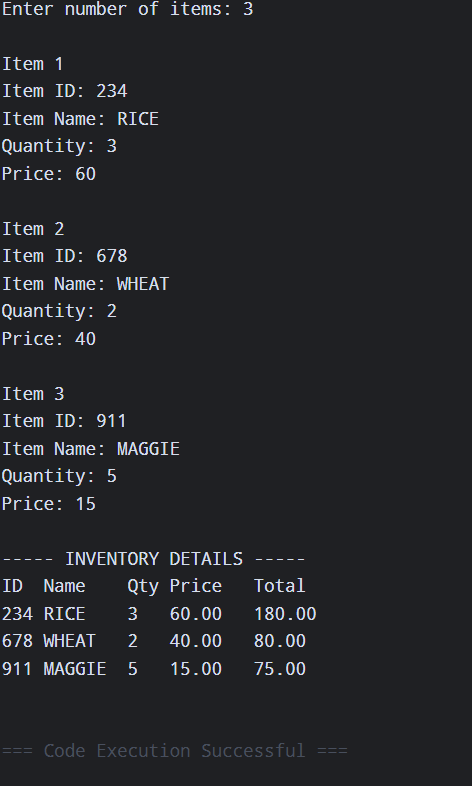 Enter number of items: 3
Item 1
Item ID: 234
Item Name: RICE
Quantity: 3
Price: 60
Item 2
Item ID: 678
Item Name: WHEAT
Quantity: 2
Price: 40
Item 3
Item ID: 911
Item Name: MAGGIE
Quantity: 5
Price: 15
----- INVENTORY DETAILS -----
ID  Name    Qty Price   Total
234 RICE    3   60.00   180.00
678 WHEAT   2   40.00   80.00
911 MAGGIE  5   15.00   75.00
=== Code Execution Successful ===